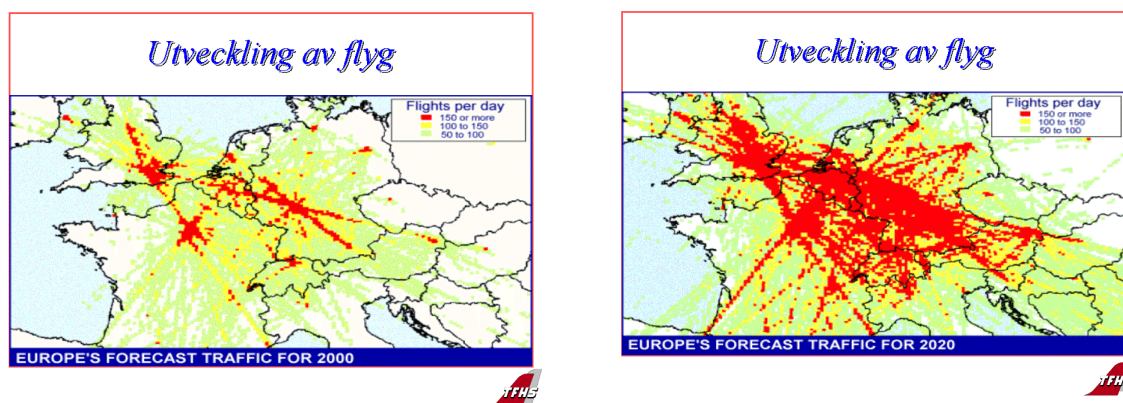 Utveckling av flyg
Flights per day
150 or more
100 to 150
50 to 100
EUROPE'S FORECAST TRAFFIC FOR 2000
TFHS
Utveckling av flyg
Flights per day
150 or more
100 to 150
50 to 100
EUROPE'S FORECAST TRAFFIC FOR 2020
TFH